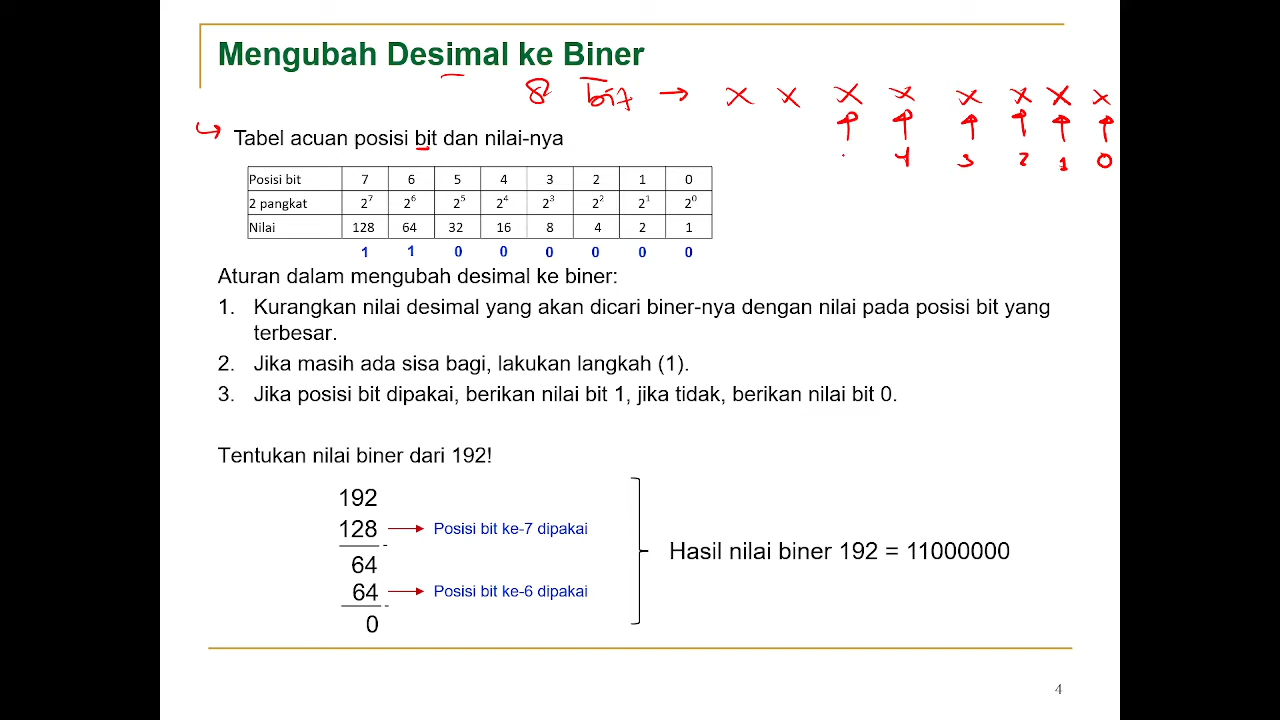 Mengubah Desimal ke Biner
8 bit → x x x x x x x x
4 3 2 1 0
Tabel acuan posisi bit dan nilai-nya
Posisi bit 7 6 5 4 3 2 1 0
2 pangkat 2⁷ 2⁶ 2⁵ 2⁴ 2³ 2² 2¹ 2⁰
Nilai 128 64 32 16 8 4 2 1
1 1 0 0 0 0 0 0
Aturan dalam mengubah desimal ke biner:
1. Kurangkan nilai desimal yang akan dicari biner-nya dengan nilai pada posisi bit yang
terbesar.
2. Jika masih ada sisa bagi, lakukan langkah (1).
3. Jika posisi bit dipakai, berikan nilai bit 1, jika tidak, berikan nilai bit 0.
Tentukan nilai biner dari 192!
192
128 → Posisi bit ke-7 dipakai
-
64
64 → Posisi bit ke-6 dipakai
-
0
Hasil nilai biner 192 = 11000000
4